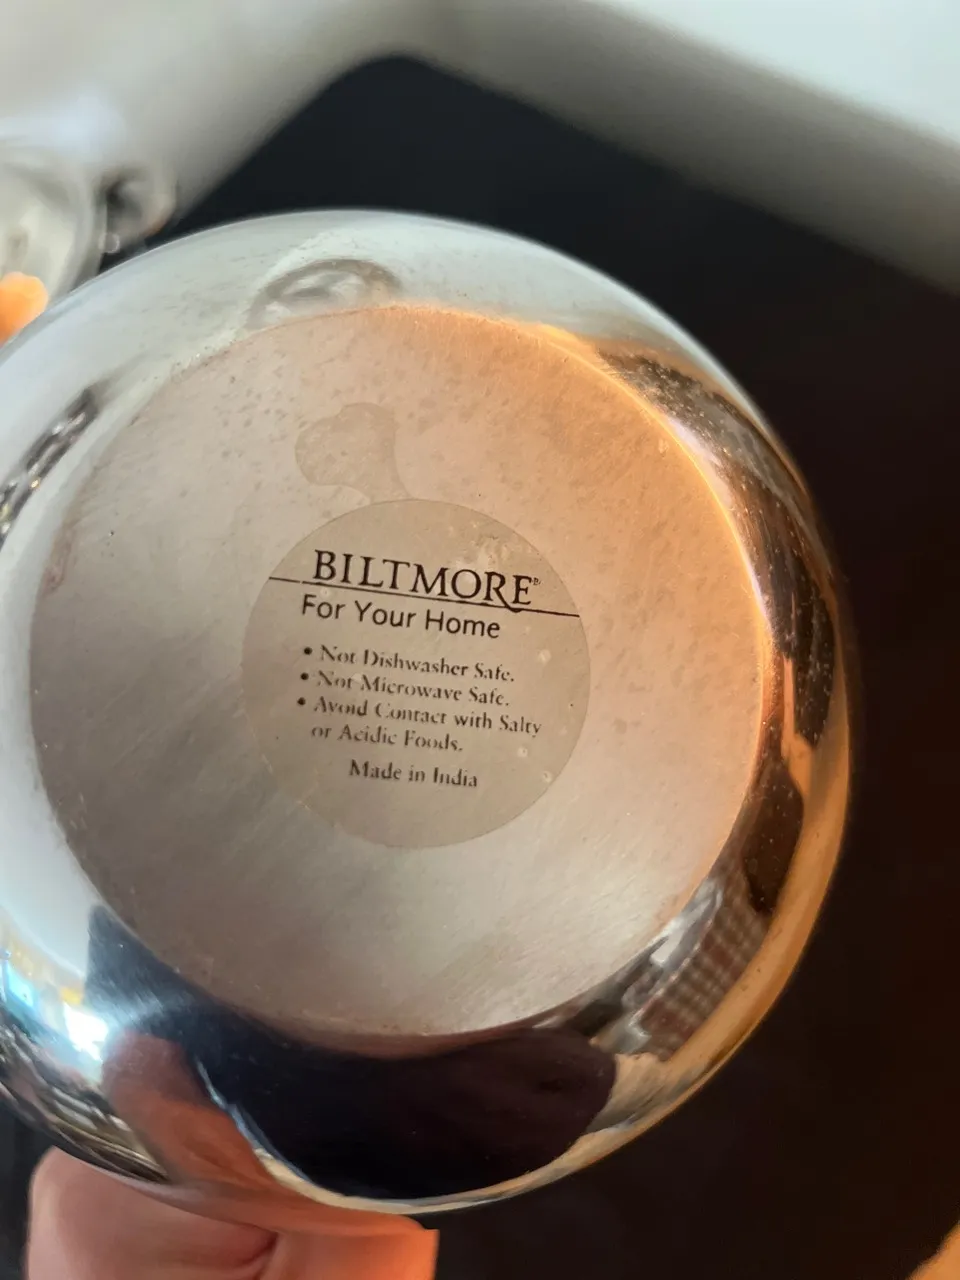 BILTMORE®
For Your Home
• Not Dishwasher Safe.
• Not Microwave Safe.
• Avoid Contact with Salty
or Acidic Foods.
Made in India